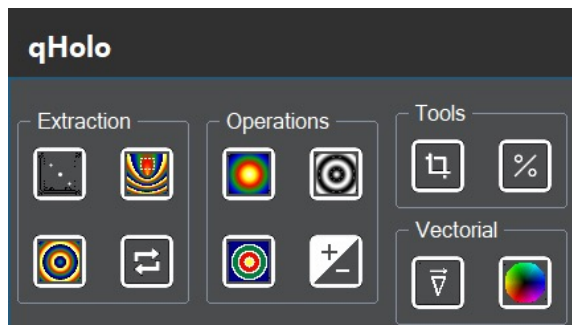 qHolo
Extraction
Operations
Tools
%
Vectorial